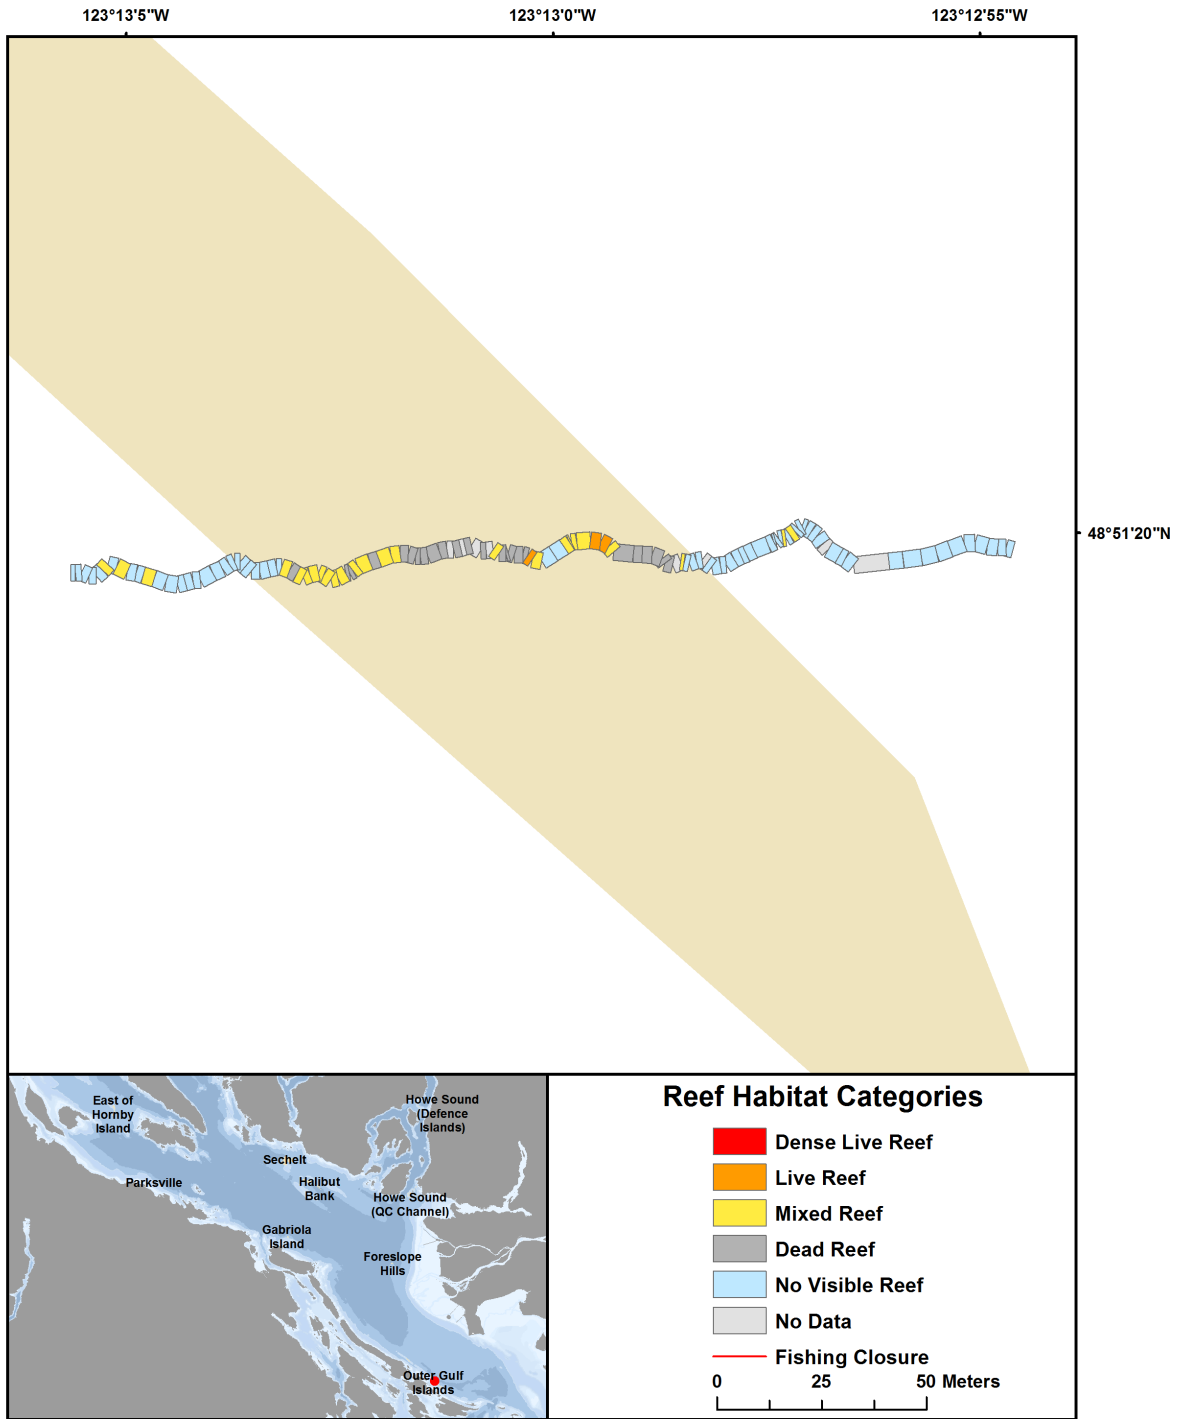 123°13'5"W
123°13'0"W
123°12'55"W
48°51'20"N
East of
Hornby
Island
Howe Sound
(Defence
Islands)
Sechelt
Parksville
Halibut
Bank
Howe Sound
(QC Channel)
Gabriola
Island
Foreslope
Hills
Outer Gulf
Islands
Reef Habitat Categories
Dense Live Reef
Live Reef
Mixed Reef
Dead Reef
No Visible Reef
No Data
Fishing Closure
0 25 50 Meters